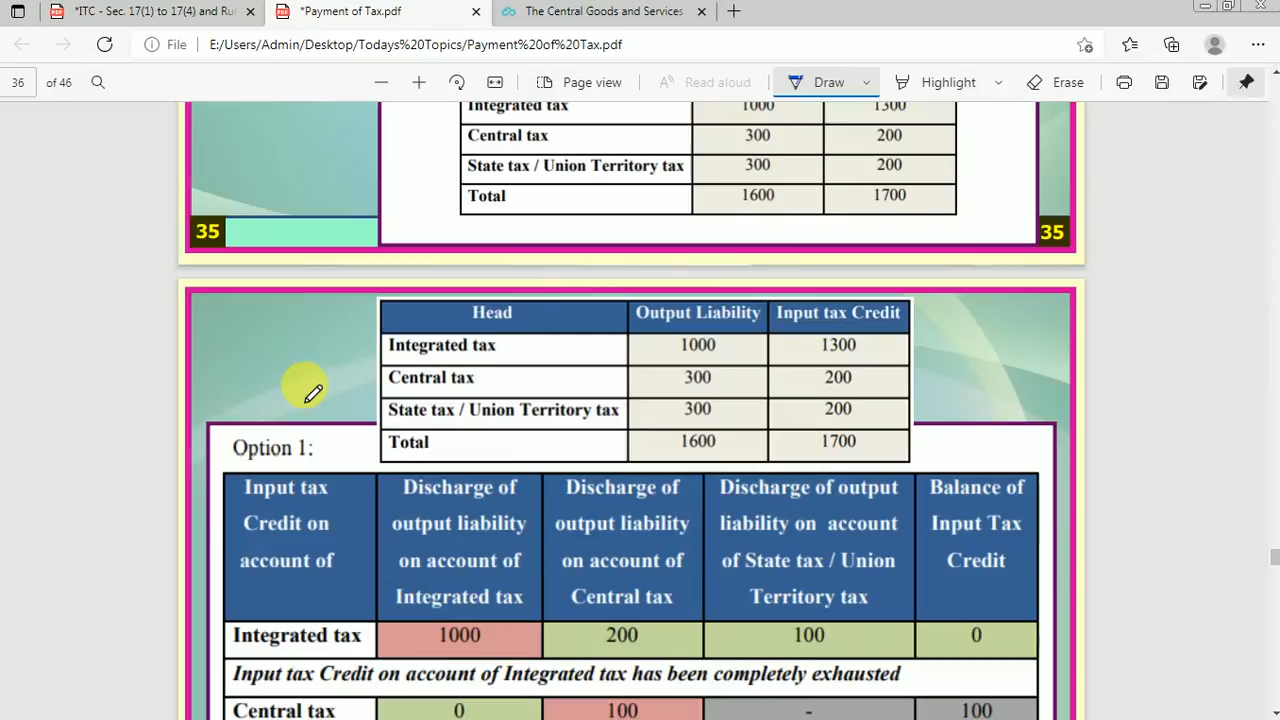 *ITC - Sec. 17(1) to 17(4) and Rul
*Payment of Tax.pdf
The Central Goods and Services
File
E:/Users/Admin/Desktop/Todays%20Topics/Payment%20of%20Tax.pdf
36 of 46
Page view
Read aloud
Draw
Highlight
Erase
Integrated tax 1000 1300
Central tax 300 200
State tax / Union Territory tax 300 200
Total 1600 1700
35 35
Head Output Liability Input tax Credit
Integrated tax 1000 1300
Central tax 300 200
State tax / Union Territory tax 300 200
Total 1600 1700
Option 1:
Input tax Discharge of Discharge of Discharge of output Balance of
Credit on output liability output liability liability on account Input Tax
account of on account of on account of of State tax / Union Credit
Integrated tax Central tax Territory tax
Integrated tax 1000 200 100 0
Input tax Credit on account of Integrated tax has been completely exhausted
Central tax 0 100 - 100